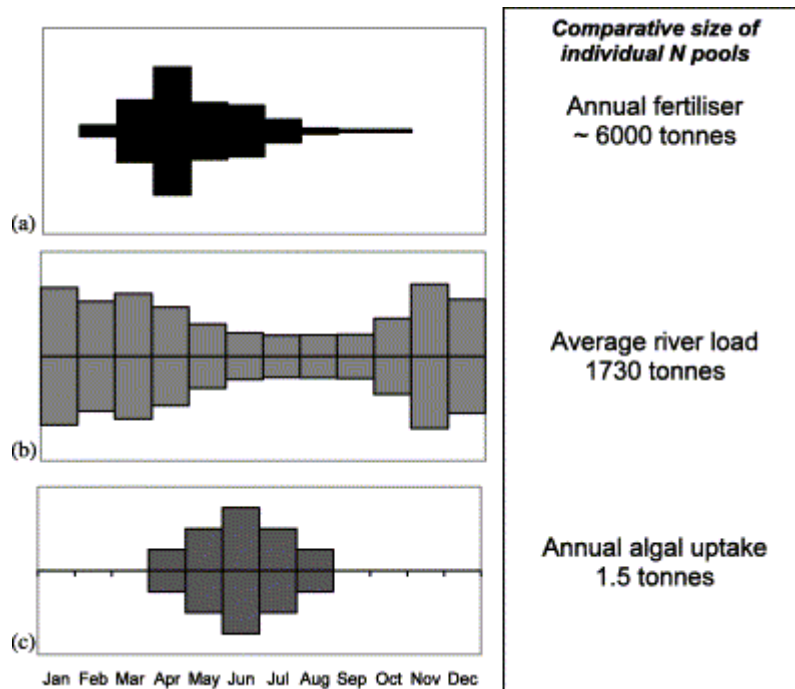 Comparative size of
individual N pools
Annual fertiliser
~ 6000 tonnes
(a)
Average river load
1730 tonnes
(b)
Annual algal uptake
1.5 tonnes
(c)
Jan Feb Mar Apr May Jun Jul Aug Sep Oct Nov Dec